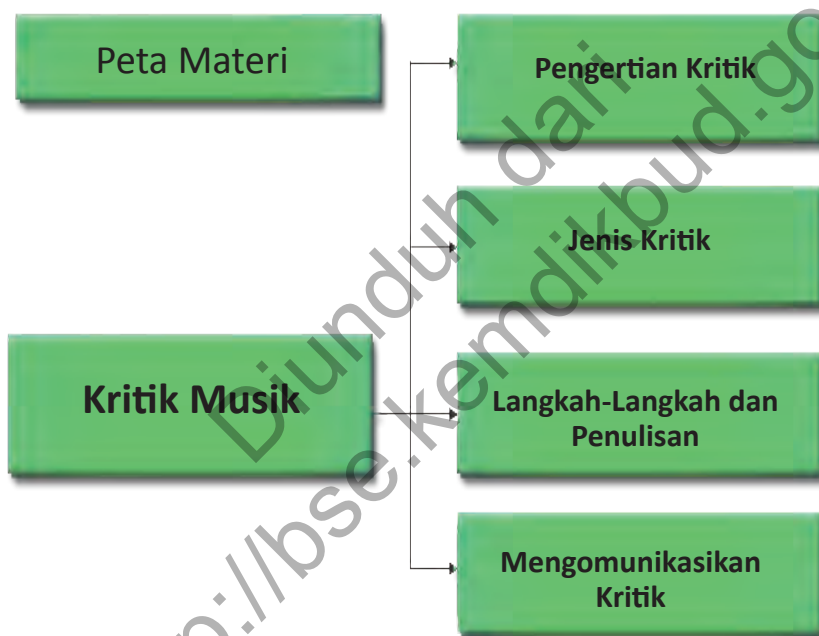 Peta Materi
Pengertian Kritik
Jenis Kritik
Kritik Musik
Langkah-Langkah dan
Penulisan
Mengomunikasikan
Kritik
Diunduh dari
p://bse.kemdikbud.go